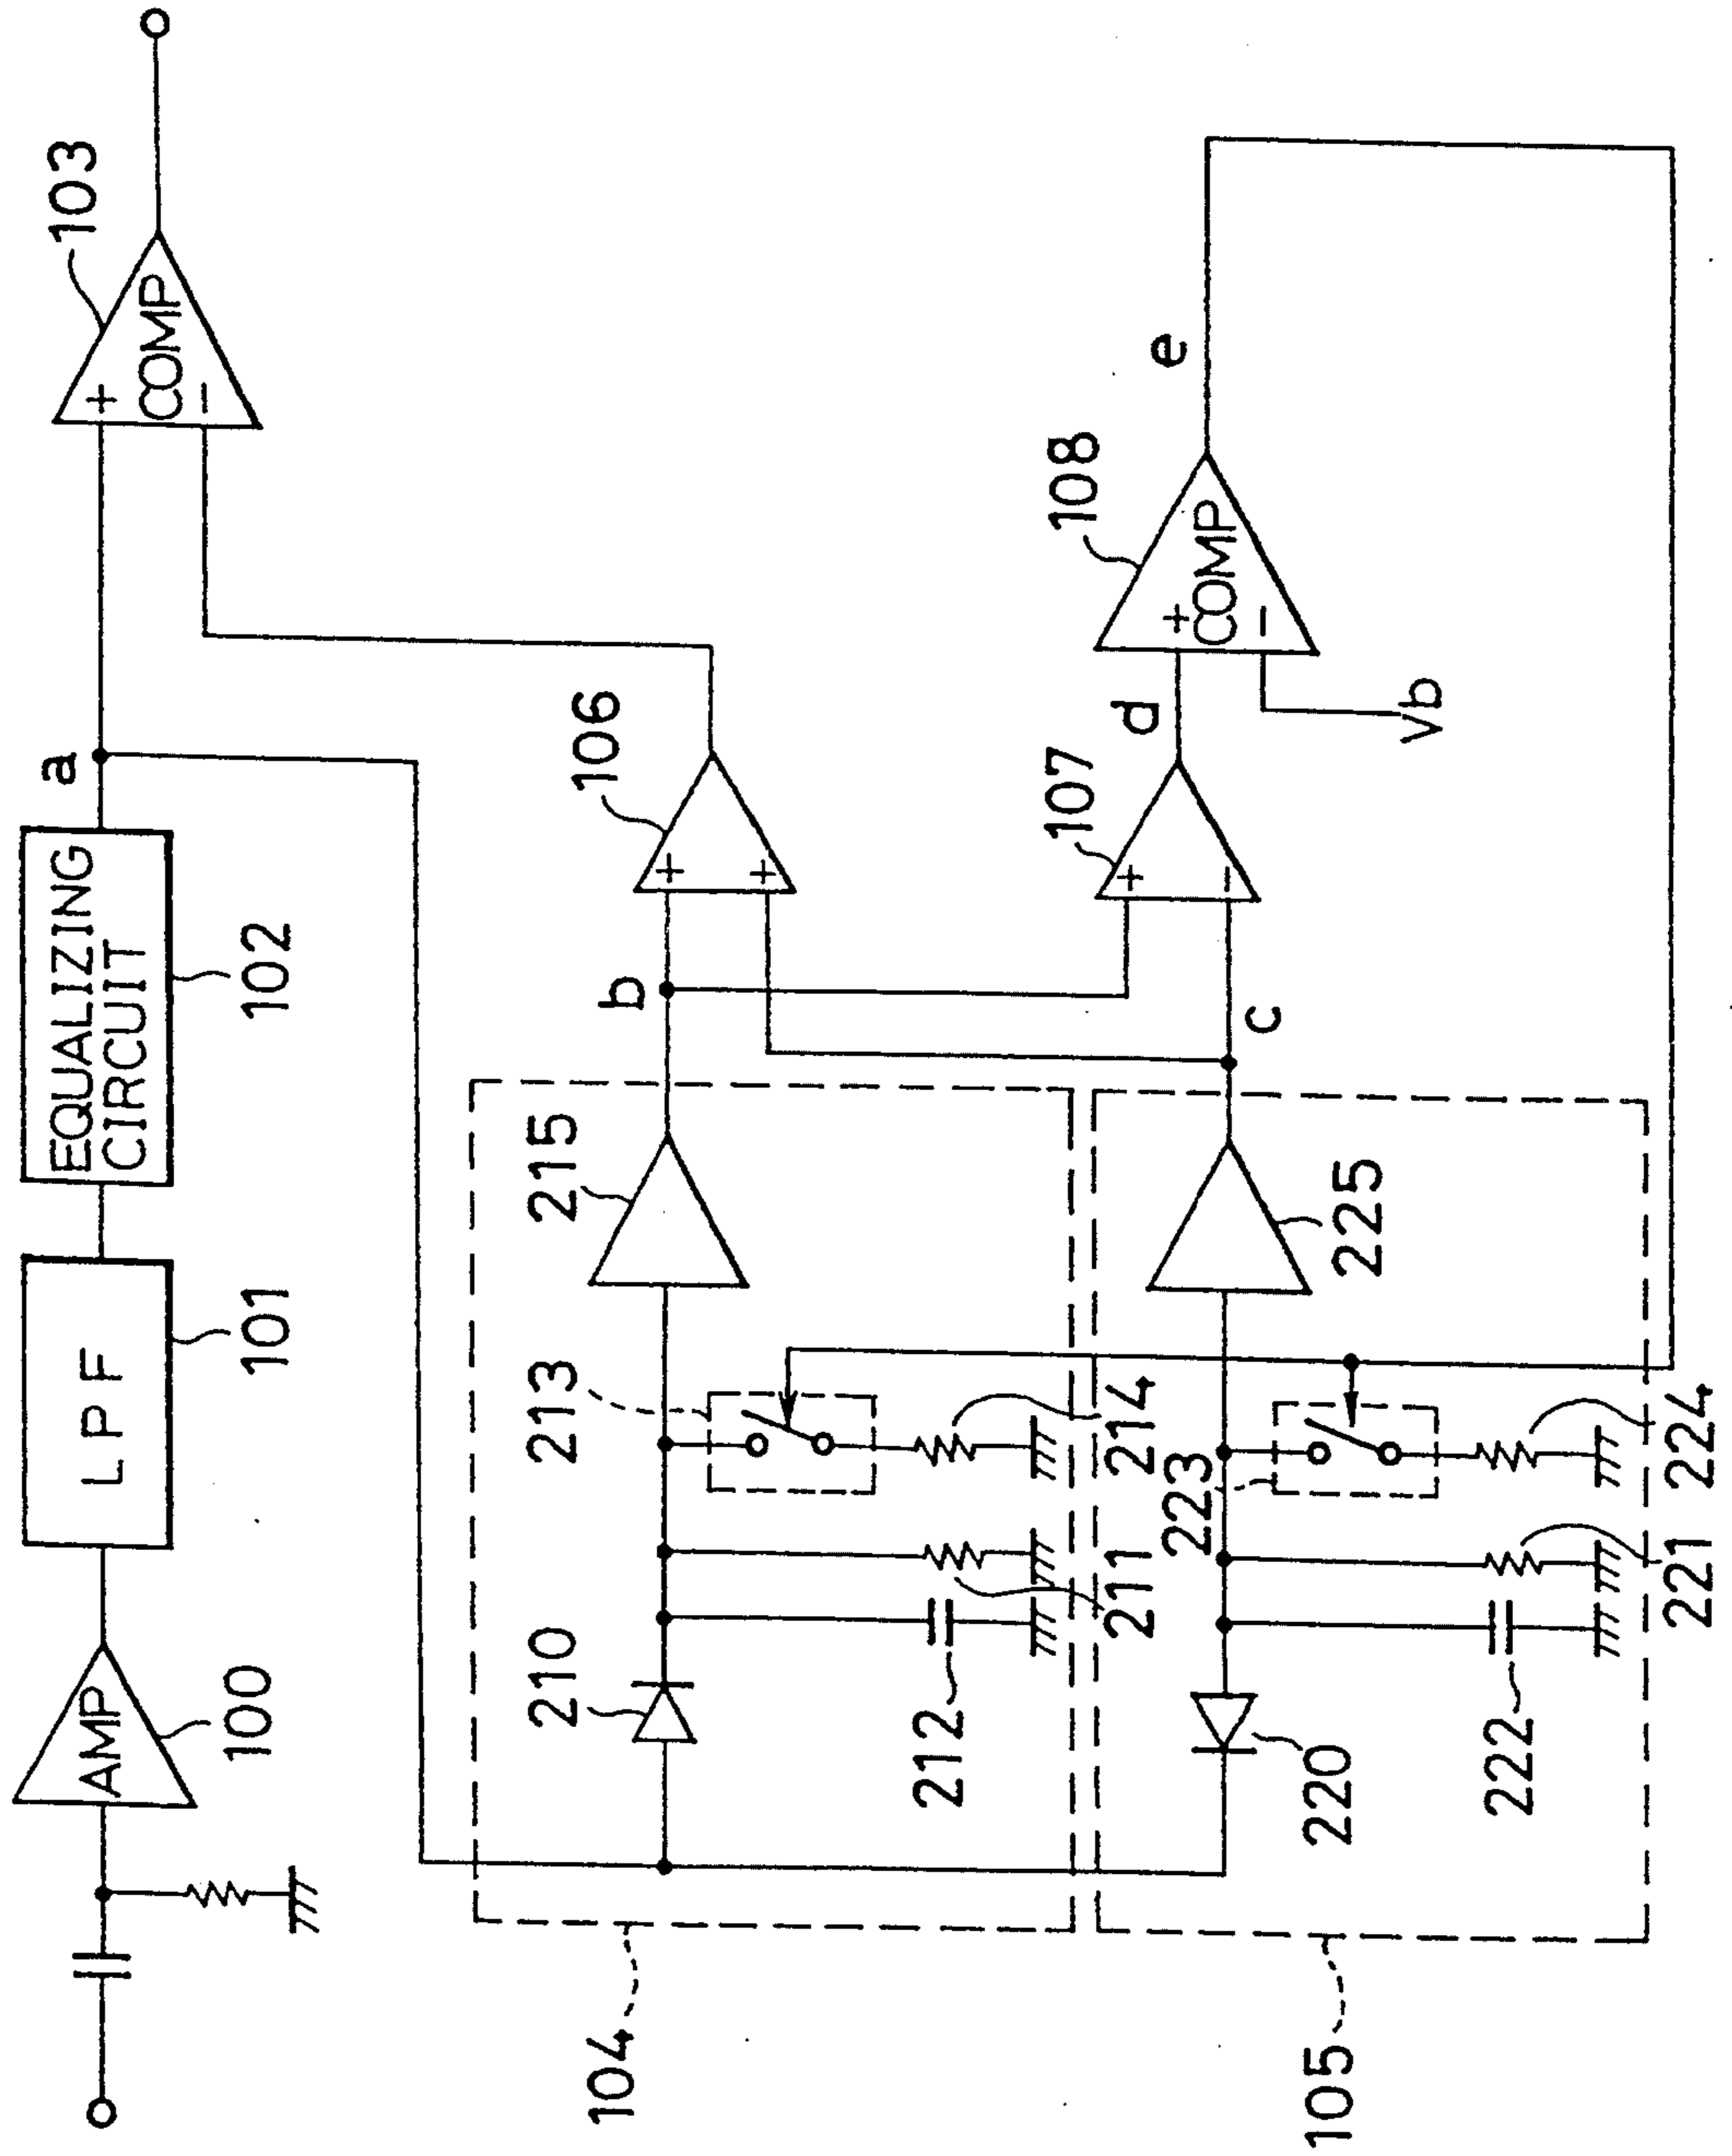 AMP
100
LPF
101
EQUALIZING
CIRCUIT
102
a
+
COMP
−
103
104
210
212
211
213
214
215
b
+
+
106
105
220
222
221
223
224
225
c
+
−
107
d
+
COMP
−
108
Vb
e